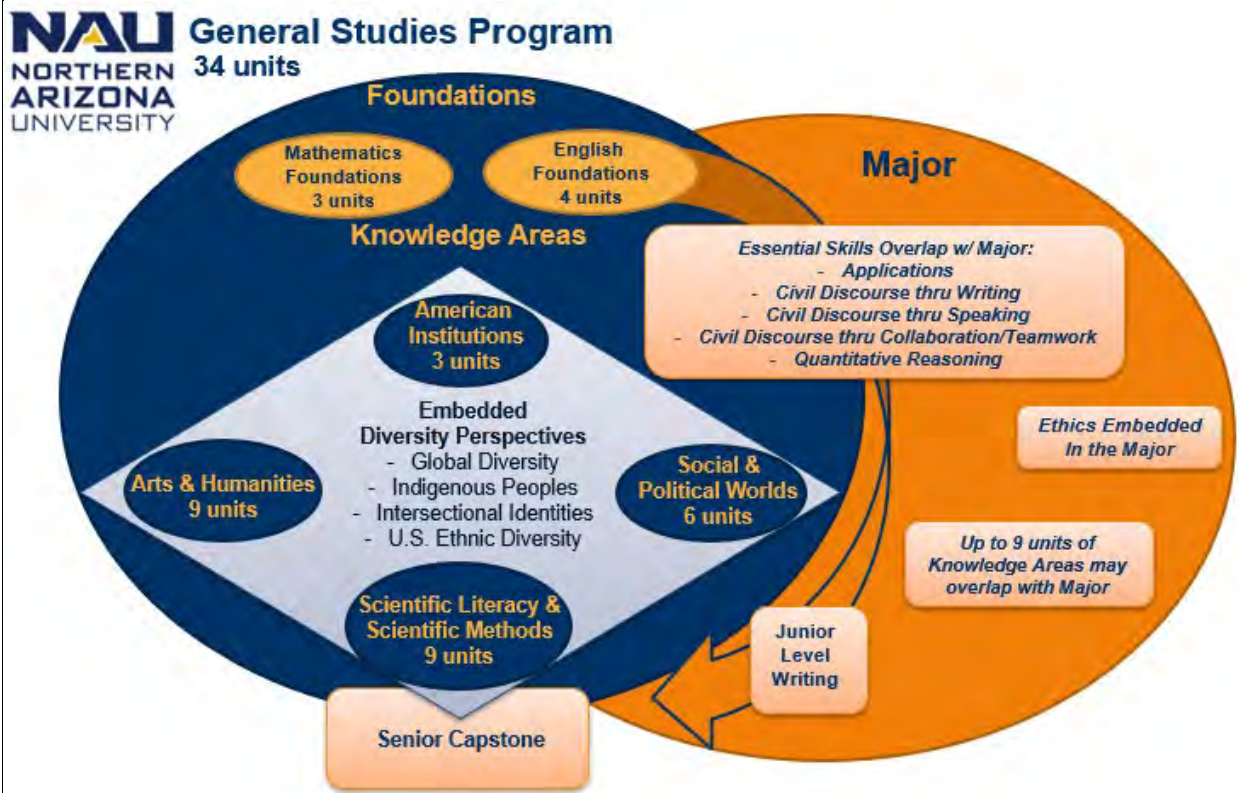 NAU
NORTHERN
ARIZONA
UNIVERSITY
General Studies Program
34 units
Foundations
Mathematics
Foundations
3 units
English
Foundations
4 units
Major
Knowledge Areas
Essential Skills Overlap w/ Major:
- Applications
- Civil Discourse thru Writing
- Civil Discourse thru Speaking
- Civil Discourse thru Collaboration/Teamwork
- Quantitative Reasoning
American
Institutions
3 units
Embedded
Diversity Perspectives
- Global Diversity
- Indigenous Peoples
- Intersectional Identities
- U.S. Ethnic Diversity
Arts & Humanities
9 units
Social &
Political Worlds
6 units
Scientific Literacy &
Scientific Methods
9 units
Ethics Embedded
In the Major
Up to 9 units of
Knowledge Areas may
overlap with Major
Junior
Level
Writing
Senior Capstone